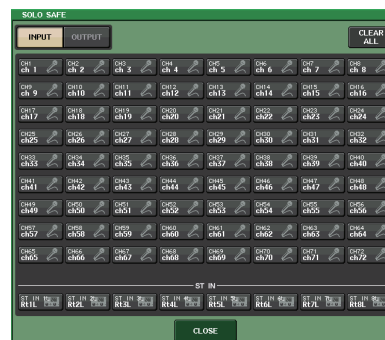 SOLO SAFE
INPUT OUTPUT CLEAR ALL
CH1 CH2 CH3 CH4 CH5 CH6 CH7 CH8
ch 1 ch 2 ch 3 ch 4 ch 5 ch 6 ch 7 ch 8
CH9 CH10 CH11 CH12 CH13 CH14 CH15 CH16
ch 9 ch10 ch11 ch12 ch13 ch14 ch15 ch16
CH17 CH18 CH19 CH20 CH21 CH22 CH23 CH24
ch17 ch18 ch19 ch20 ch21 ch22 ch23 ch24
CH25 CH26 CH27 CH28 CH29 CH30 CH31 CH32
ch25 ch26 ch27 ch28 ch29 ch30 ch31 ch32
CH33 CH34 CH35 CH36 CH37 CH38 CH39 CH40
ch33 ch34 ch35 ch36 ch37 ch38 ch39 ch40
CH41 CH42 CH43 CH44 CH45 CH46 CH47 CH48
ch41 ch42 ch43 ch44 ch45 ch46 ch47 ch48
CH49 CH50 CH51 CH52 CH53 CH54 CH55 CH56
ch49 ch50 ch51 ch52 ch53 ch54 ch55 ch56
CH57 CH58 CH59 CH60 CH61 CH62 CH63 CH64
ch57 ch58 ch59 ch60 ch61 ch62 ch63 ch64
CH65 CH66 CH67 CH68 CH69 CH70 CH71 CH72
ch65 ch66 ch67 ch68 ch69 ch70 ch71 ch72
ST IN
ST IN ST IN ST IN ST IN ST IN ST IN ST IN ST IN
Rt1L Rt2L Rt3L Rt4L Rt5L Rt6L Rt7L Rt8L
CLOSE